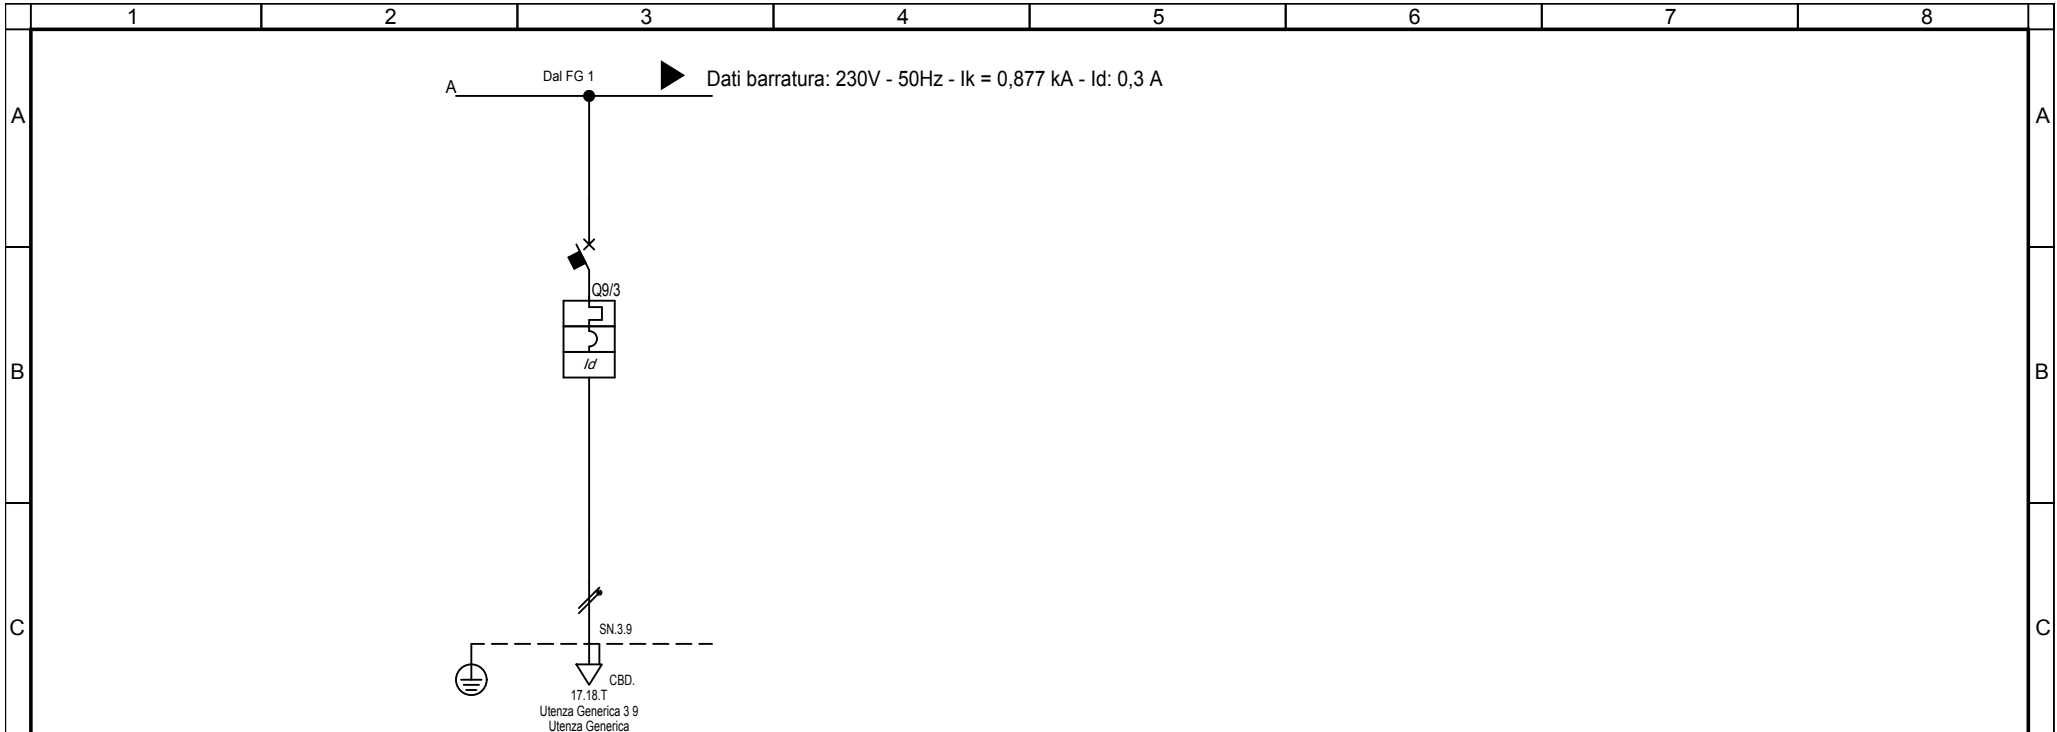 1 2 3 4 5 6 7 8
Dal FG 1
Dati barratura: 230V - 50Hz - Ik = 0,877 kA - Id: 0,3 A
A
A A
Q9/3
Id
B B
SN.3.9
C C
CBD.
17.18.T
Utenza Generica 3 9
Utenza Generica